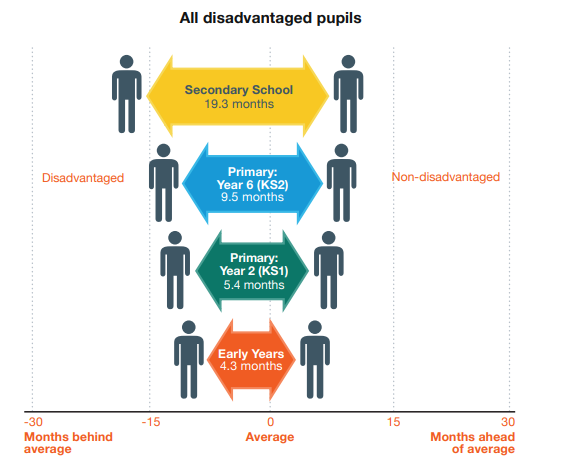 All disadvantaged pupils
Secondary School
19.3 months
Disadvantaged
Primary:
Year 6 (KS2)
9.5 months
Non-disadvantaged
Primary:
Year 2 (KS1)
5.4 months
Early Years
4.3 months
-30
-15
0
15
30
Months behind
average
Average
Months ahead
of average